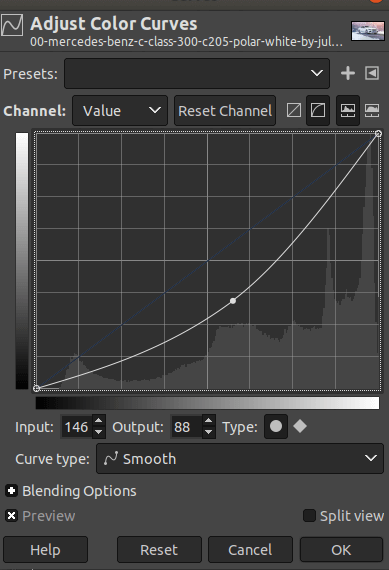 Adjust Color Curves
00-mercedes-benz-c-class-300-c205-polar-white-by-jul...
Presets:
Channel: Value Reset Channel
Input: 146 Output: 88 Type:
Curve type: Smooth
Blending Options
Preview Split view
Help Reset Cancel OK